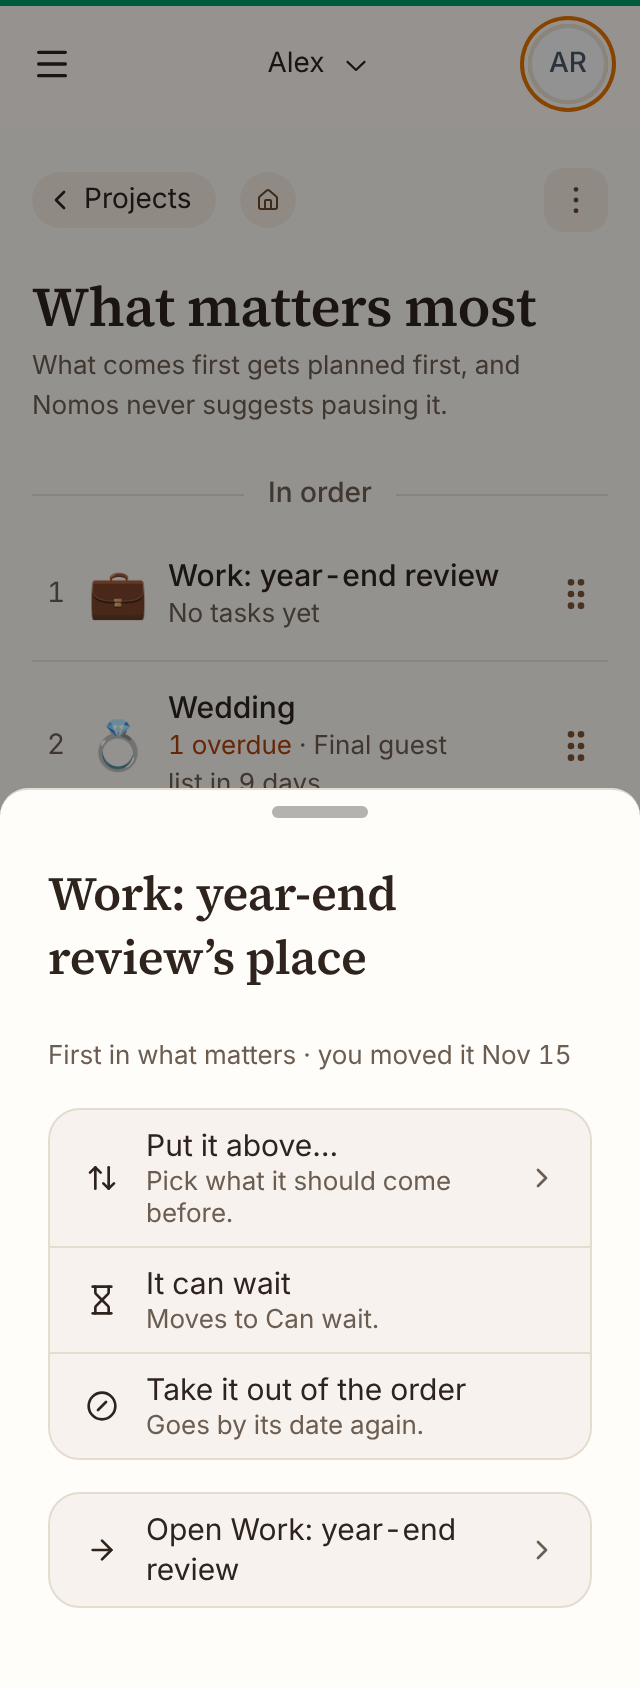 Alex
AR
Projects
What matters most
What comes first gets planned first, and
Nomos never suggests pausing it.
In order
1
Work: year-end review
No tasks yet
2
Wedding
1 overdue · Final guest
list in 9 days
Work: year-end
review’s place
First in what matters · you moved it Nov 15
Put it above…
Pick what it should come
before.
It can wait
Moves to Can wait.
Take it out of the order
Goes by its date again.
Open Work: year-end
review